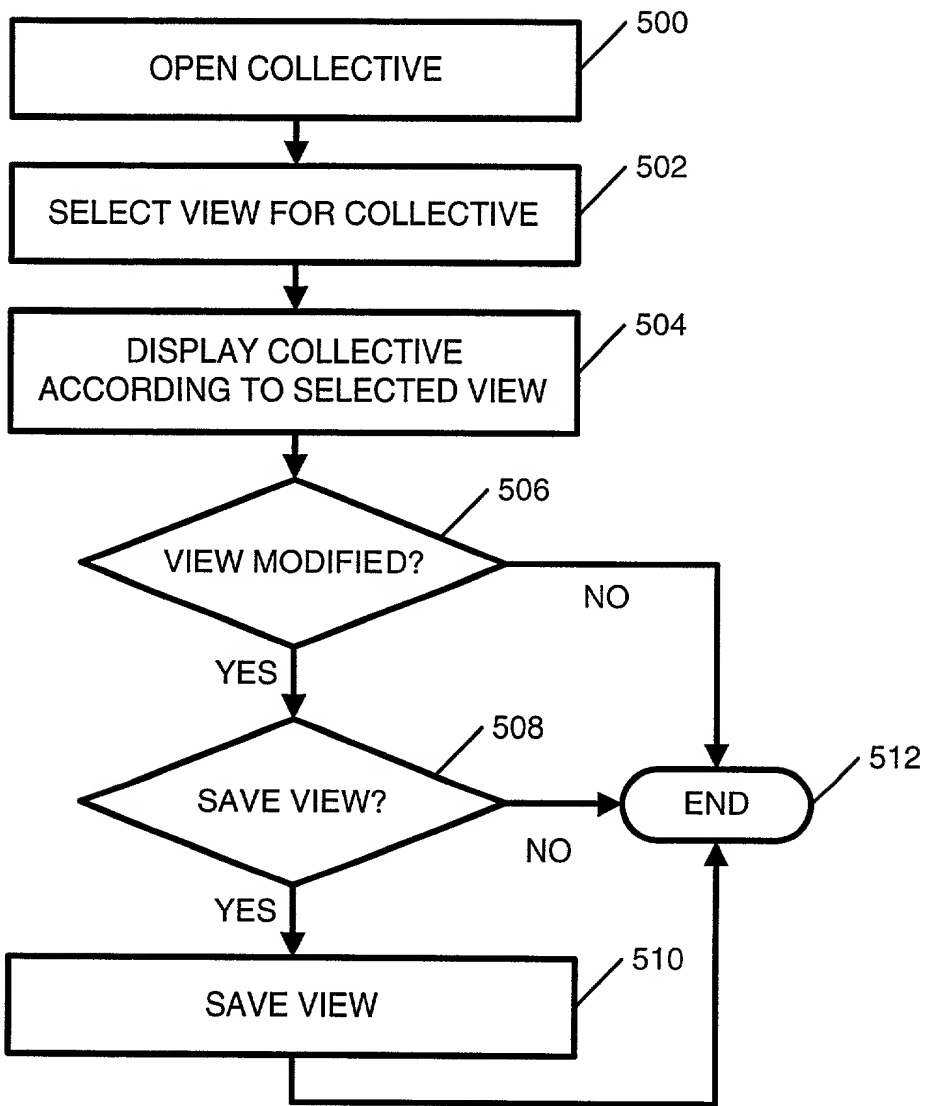 500
OPEN COLLECTIVE
502
SELECT VIEW FOR COLLECTIVE
504
DISPLAY COLLECTIVE
ACCORDING TO SELECTED VIEW
506
VIEW MODIFIED?
NO
YES
508
SAVE VIEW?
512
END
NO
YES
510
SAVE VIEW